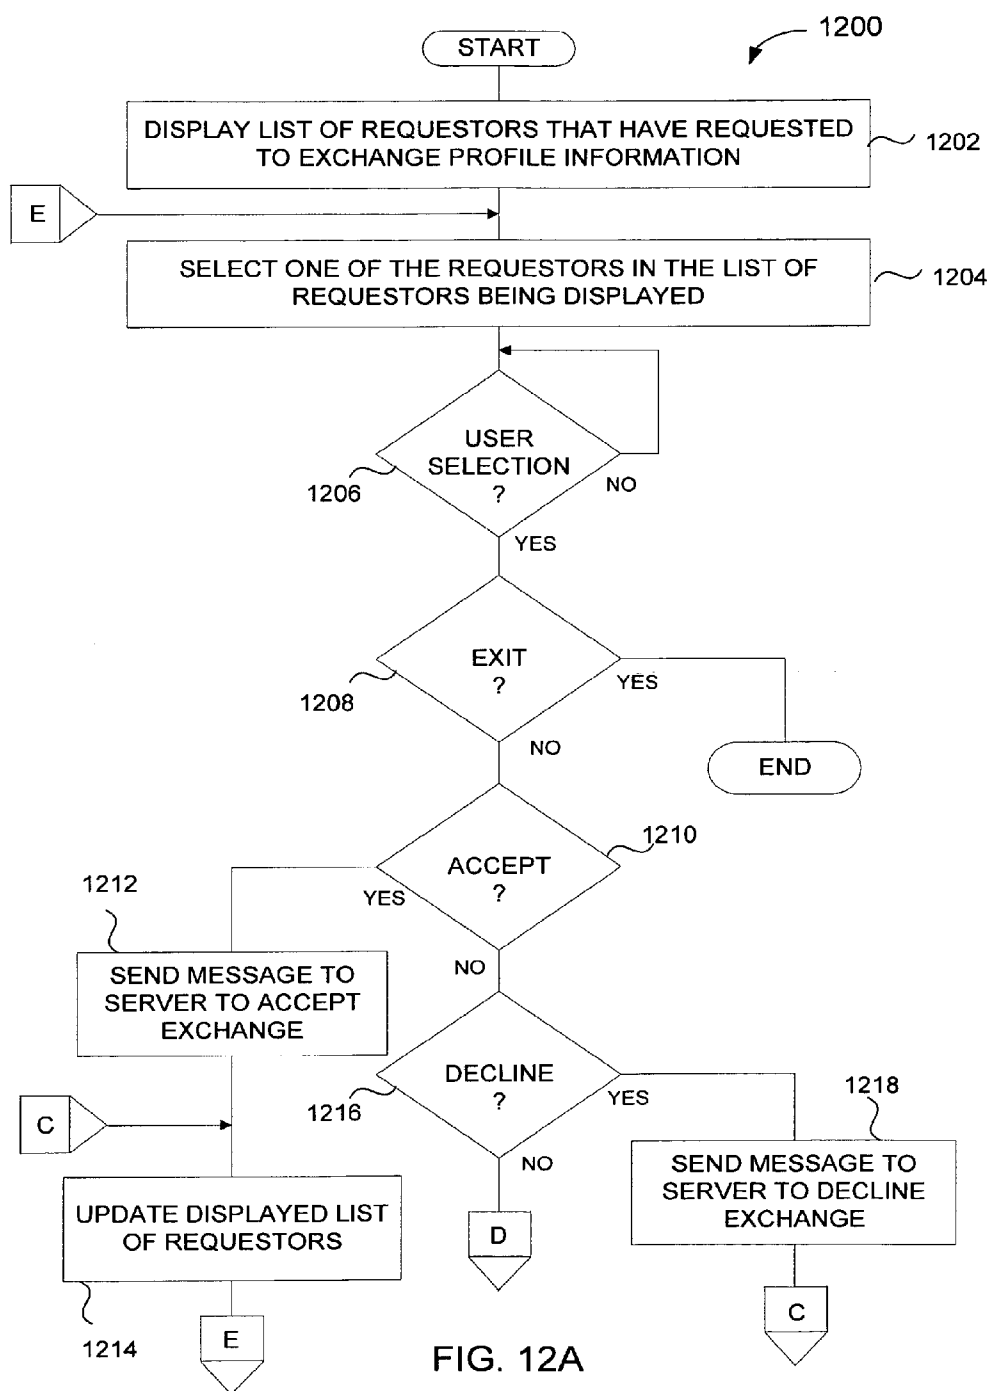 1200
START
DISPLAY LIST OF REQUESTORS THAT HAVE REQUESTED
TO EXCHANGE PROFILE INFORMATION
1202
E
SELECT ONE OF THE REQUESTORS IN THE LIST OF
REQUESTORS BEING DISPLAYED
1204
USER
SELECTION
?
1206
NO
YES
EXIT
?
1208
YES
NO
END
ACCEPT
?
1210
YES
NO
1212
SEND MESSAGE TO
SERVER TO ACCEPT
EXCHANGE
DECLINE
?
1216
YES
NO
1218
SEND MESSAGE TO
SERVER TO DECLINE
EXCHANGE
C
UPDATE DISPLAYED LIST
OF REQUESTORS
1214
D
C
E
FIG. 12A